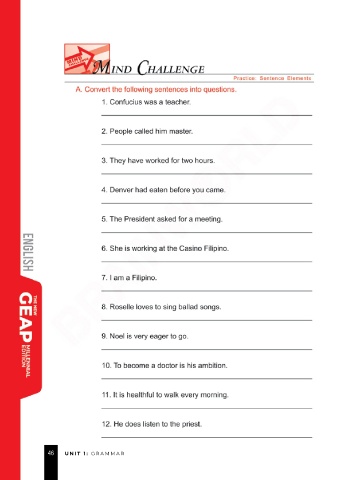 MIND CHALLENGE
Practice: Sentence Elements
A. Convert the following sentences into questions.
1. Confucius was a teacher.
2. People called him master.
3. They have worked for two hours.
4. Denver had eaten before you came.
5. The President asked for a meeting.
6. She is working at the Casino Filipino.
7. I am a Filipino.
8. Roselle loves to sing ballad songs.
9. Noel is very eager to go.
10. To become a doctor is his ambition.
11. It is healthful to walk every morning.
12. He does listen to the priest.
ENGLISH
THE NEW
GEAP
MILLENNIAL
EDITION
46 UNIT I: GRAMMAR